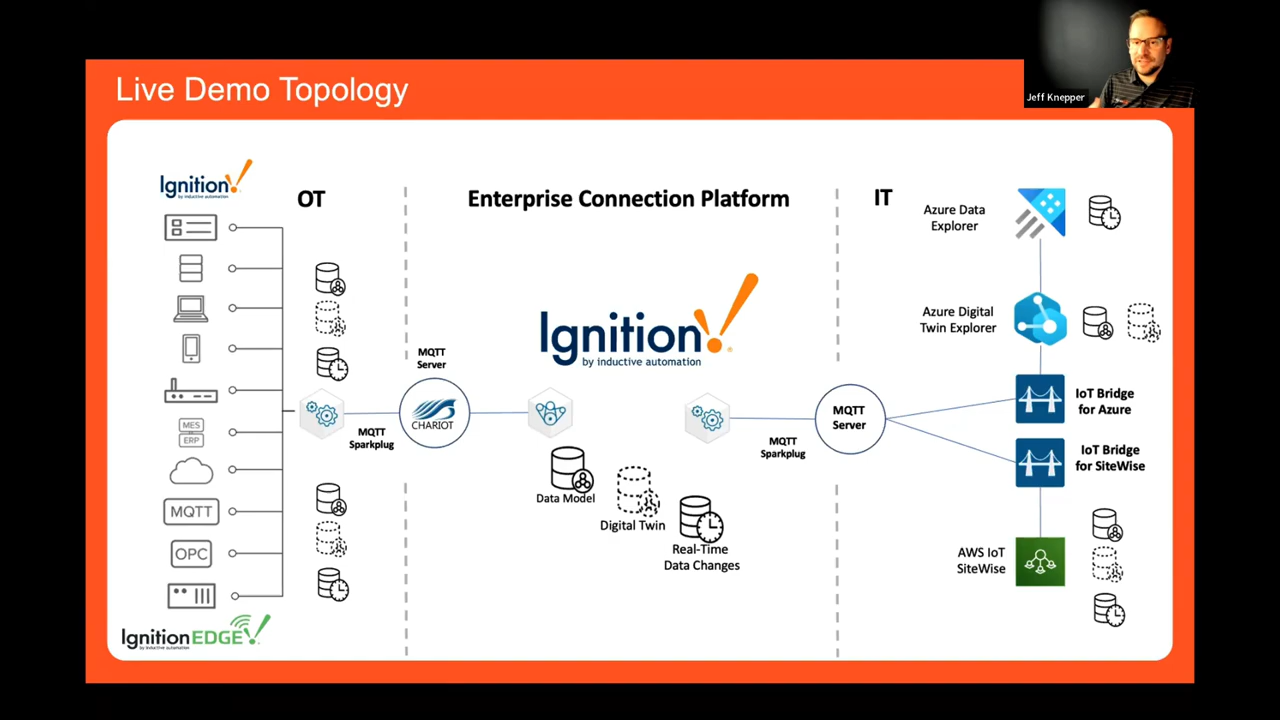 Live Demo Topology
Jeff Knepper
Ignition!
by inductive automation
OT
MES
ERP
MQTT
OPC
IgnitionEDGE!
by inductive automation
MQTT
Sparkplug
MQTT
Server
CHARIOT
Enterprise Connection Platform
Ignition!
by inductive automation
Data Model
Digital Twin
Real-Time
Data Changes
MQTT
Sparkplug
MQTT
Server
IT
Azure Data
Explorer
Azure Digital
Twin Explorer
IoT Bridge
for Azure
IoT Bridge
for SiteWise
AWS IoT
SiteWise